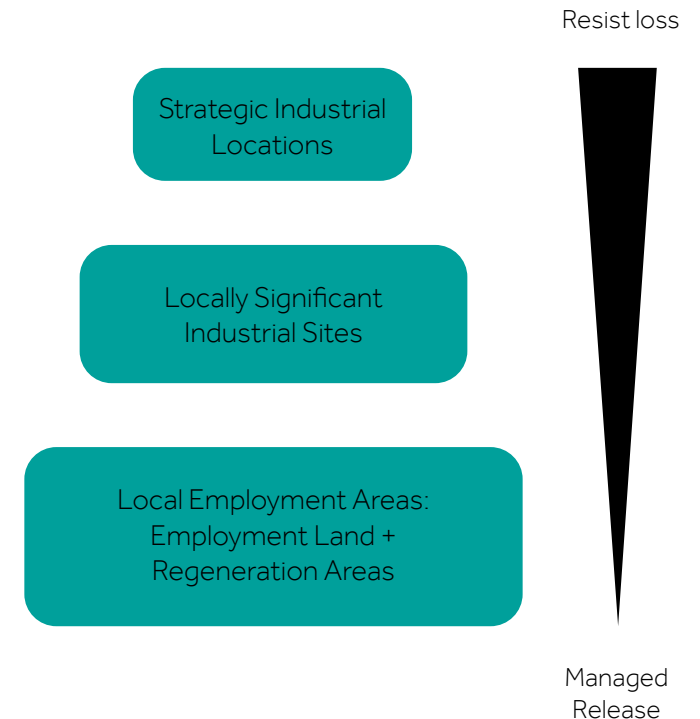 Resist loss
Strategic Industrial
Locations
Locally Significant
Industrial Sites
Local Employment Areas:
Employment Land +
Regeneration Areas
Managed
Release